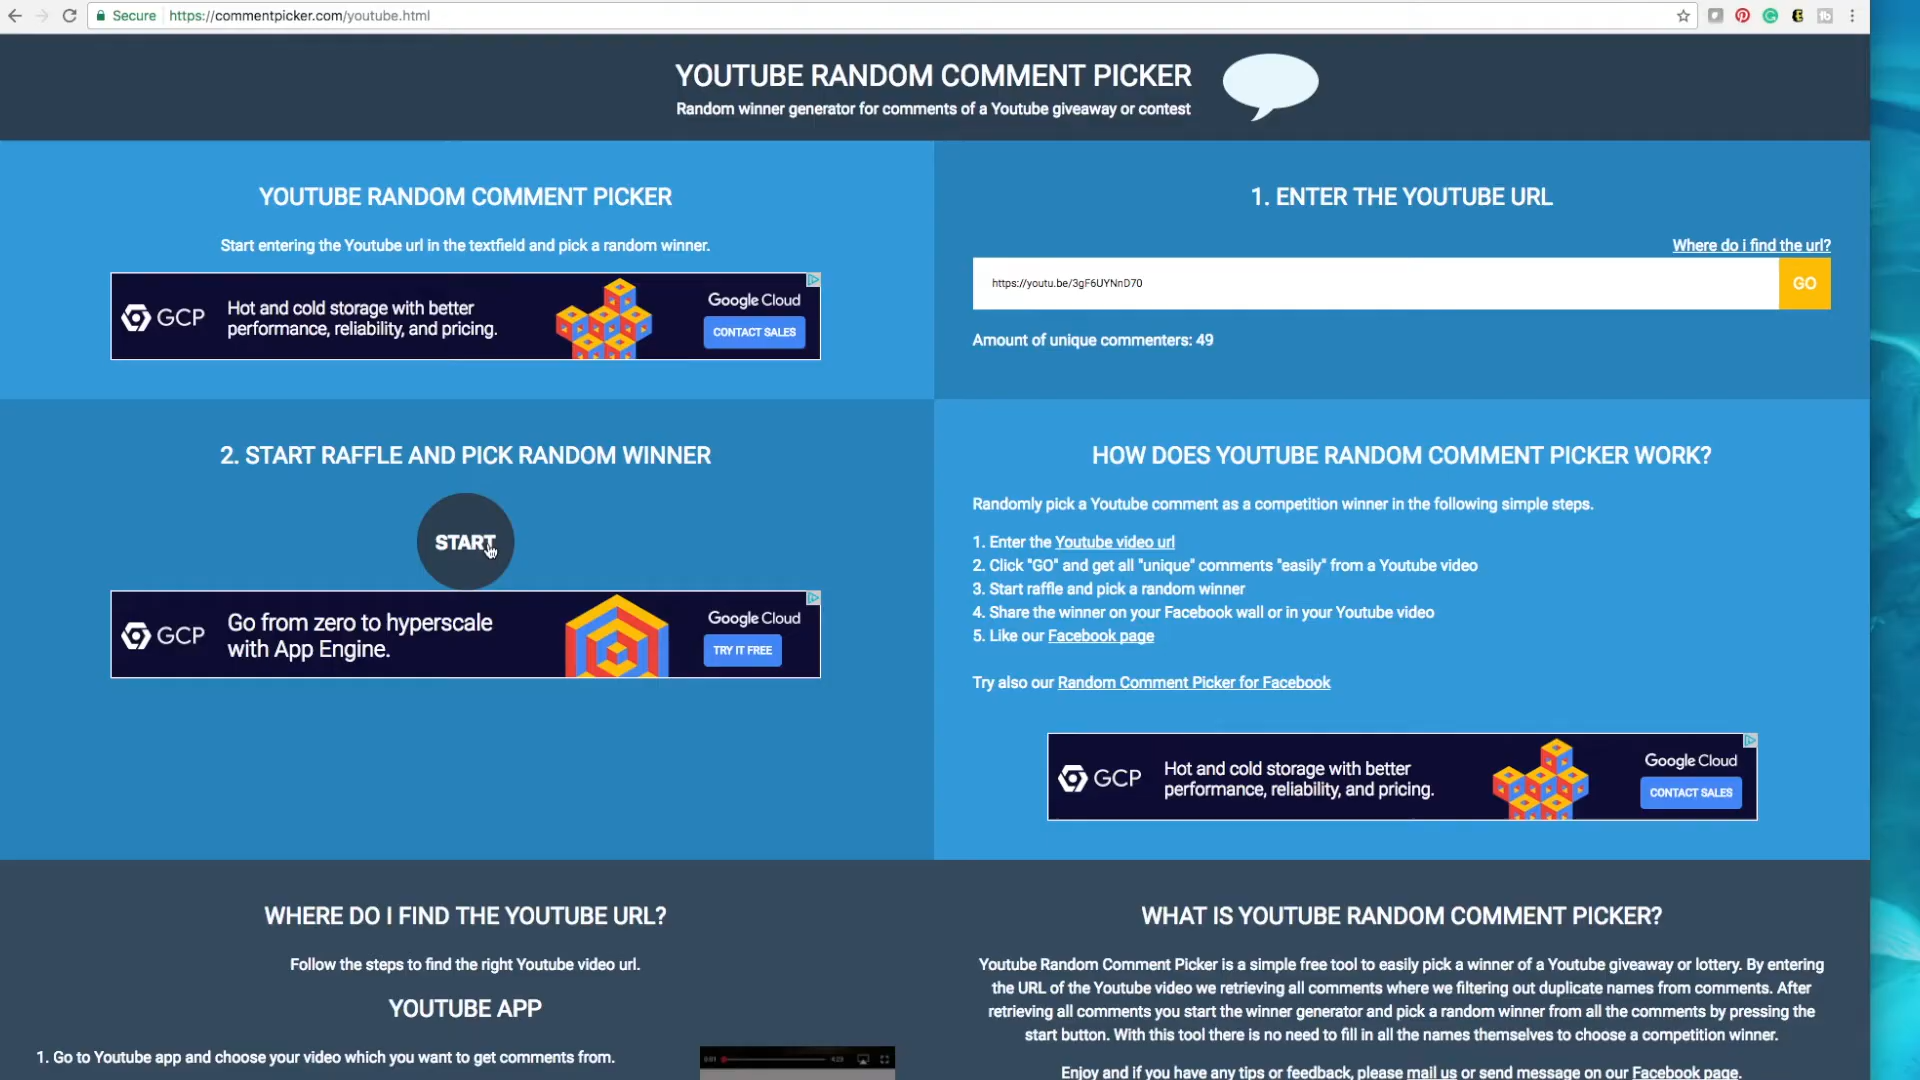 Secure https://commentpicker.com/youtube.html
YOUTUBE RANDOM COMMENT PICKER
Random winner generator for comments of a Youtube giveaway or contest
YOUTUBE RANDOM COMMENT PICKER
Start entering the Youtube url in the textfield and pick a random winner.
GCP
Hot and cold storage with better
performance, reliability, and pricing.
Google Cloud
CONTACT SALES
1. ENTER THE YOUTUBE URL
Where do i find the url?
https://youtu.be/3gF6UYNnD70
GO
Amount of unique commenters: 49
2. START RAFFLE AND PICK RANDOM WINNER
START
GCP
Go from zero to hyperscale
with App Engine.
Google Cloud
TRY IT FREE
HOW DOES YOUTUBE RANDOM COMMENT PICKER WORK?
Randomly pick a Youtube comment as a competition winner in the following simple steps.
1. Enter the Youtube video url
2. Click "GO" and get all "unique" comments "easily" from a Youtube video
3. Start raffle and pick a random winner
4. Share the winner on your Facebook wall or in your Youtube video
5. Like our Facebook page
Try also our Random Comment Picker for Facebook
GCP
Hot and cold storage with better
performance, reliability, and pricing.
Google Cloud
CONTACT SALES
WHERE DO I FIND THE YOUTUBE URL?
Follow the steps to find the right Youtube video url.
YOUTUBE APP
1. Go to Youtube app and choose your video which you want to get comments from.
0:01
4:23
WHAT IS YOUTUBE RANDOM COMMENT PICKER?
Youtube Random Comment Picker is a simple free tool to easily pick a winner of a Youtube giveaway or lottery. By entering
the URL of the Youtube video we retrieving all comments where we filtering out duplicate names from comments. After
retrieving all comments you start the winner generator and pick a random winner from all the comments by pressing the
start button. With this tool there is no need to fill in all the names themselves to choose a competition winner.
Enjoy and if you have any tips or feedback, please mail us or send message on our Facebook page.